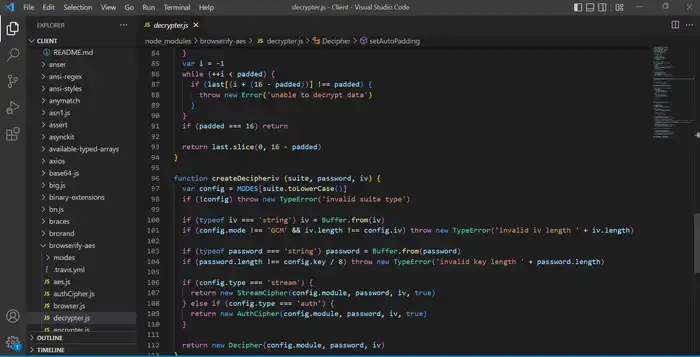 File Edit Selection View Go Run Terminal Help
decrypter.js - Client - Visual Studio Code
EXPLORER
decrypter.js
node_modules > browserify-aes > decrypter.js > Decipher > setAutoPadding
CLIENT
README.md
anser
ansi-regex
ansi-styles
anymatch
asn1.js
assert
asynckit
available-typed-arrays
axios
base64-js
big.js
binary-extensions
bn.js
braces
brorand
browserify-aes
modes
.travis.yml
aes.js
authCipher.js
browser.js
decrypter.js
encrypter.js
OUTLINE
TIMELINE
84 }
85 var i = -1
86 while (++i < padded) {
87 if (last[(i + (16 - padded))] !== padded) {
88 throw new Error('unable to decrypt data')
89 }
90 }
91 if (padded === 16) return
92
93 return last.slice(0, 16 - padded)
94 }
95
96 function createDecipheriv (suite, password, iv) {
97 var config = MODES[suite.toLowerCase()]
98 if (!config) throw new TypeError('invalid suite type')
99
100 if (typeof iv === 'string') iv = Buffer.from(iv)
101 if (config.mode !== 'GCM' && iv.length !== config.iv) throw new TypeError('invalid iv length ' + iv.length)
102
103 if (typeof password === 'string') password = Buffer.from(password)
104 if (password.length !== config.key / 8) throw new TypeError('invalid key length ' + password.length)
105
106 if (config.type === 'stream') {
107 return new StreamCipher(config.module, password, iv, true)
108 } else if (config.type === 'auth') {
109 return new AuthCipher(config.module, password, iv, true)
110 }
111
112 return new Decipher(config.module, password, iv)
113